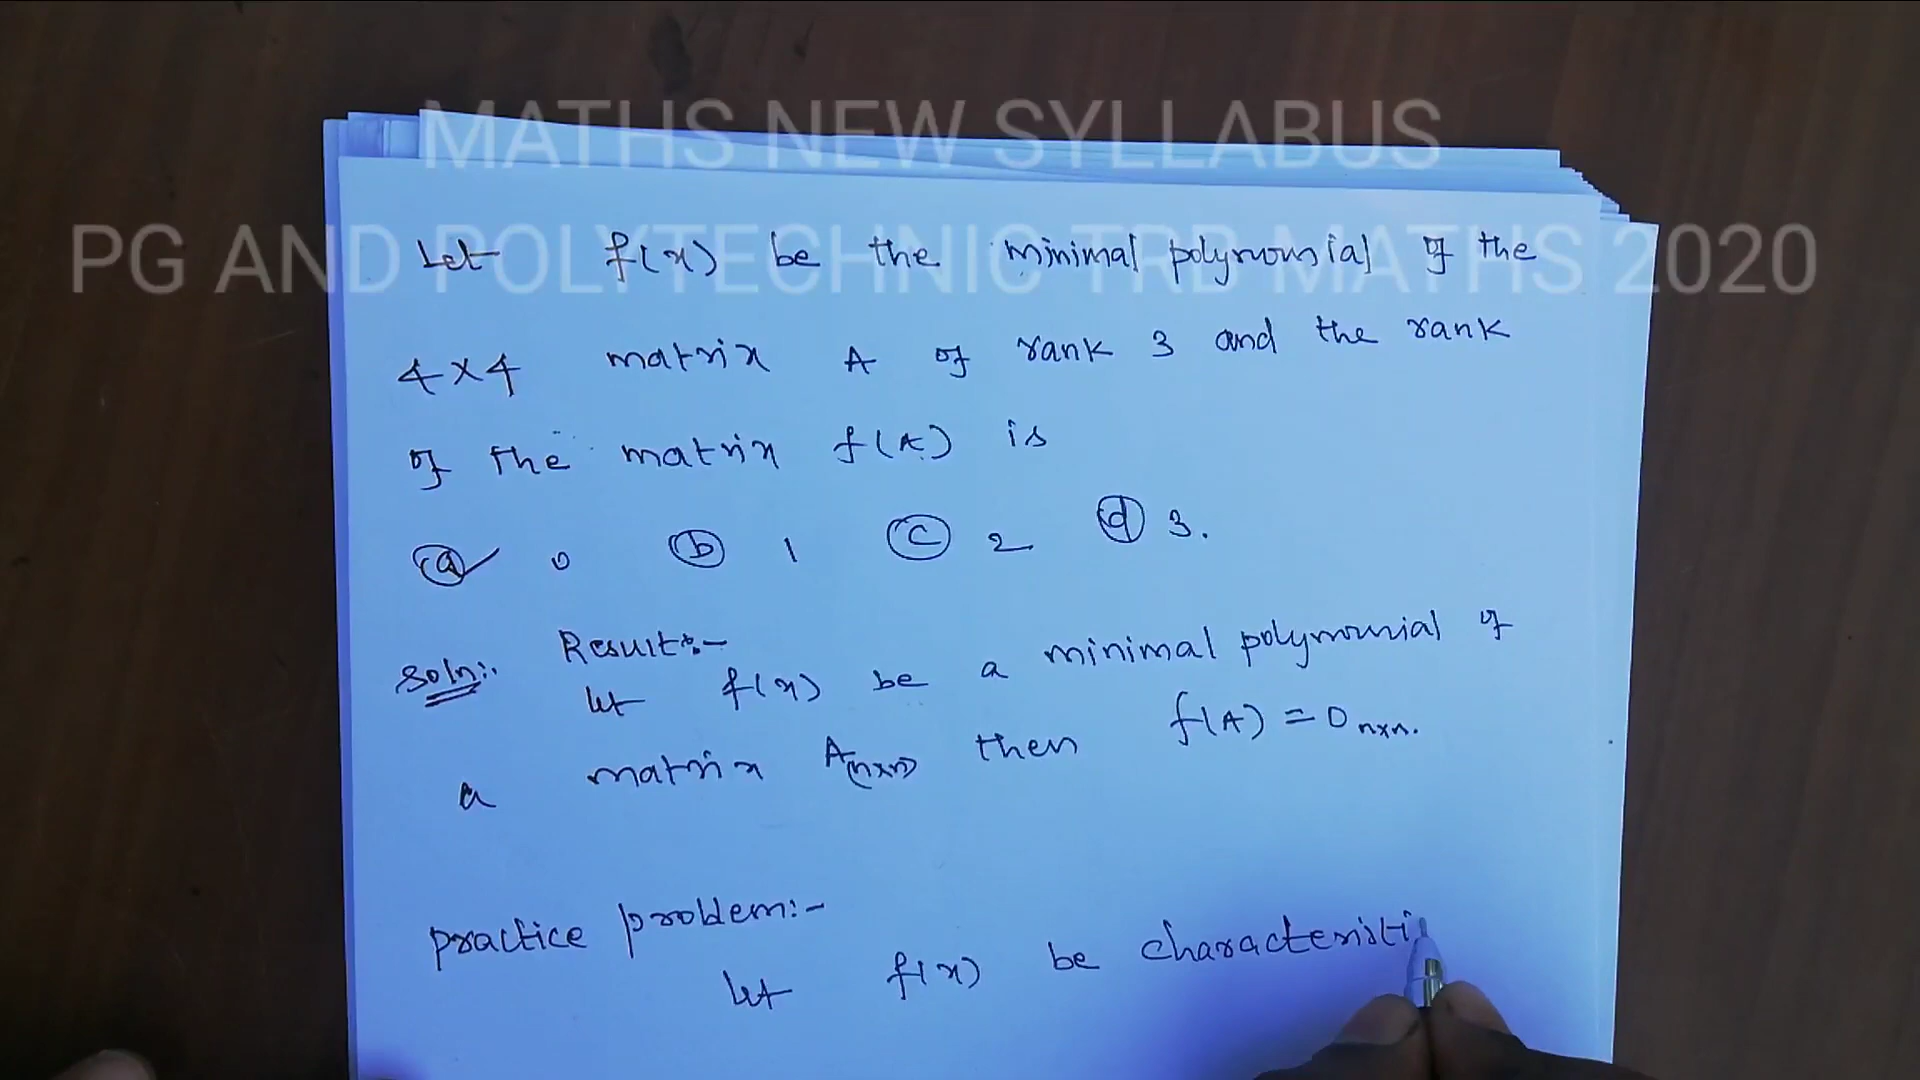 MATHS NEW SYLLABUS
PG AND POLYTECHNIC TRB MATHS 2020
Let f(x) be the minimal polynomial of the
4×4 matrix A of rank 3 and the rank
of the matrix f(A) is
(a)✓ 0 (b) 1 (c) 2 (d) 3.
Soln:. Result:-
let f(x) be a minimal polynomial of
a matrix A(n×n) then f(A) = 0 n×n.
practice problem:-
let f(x) be characteristi